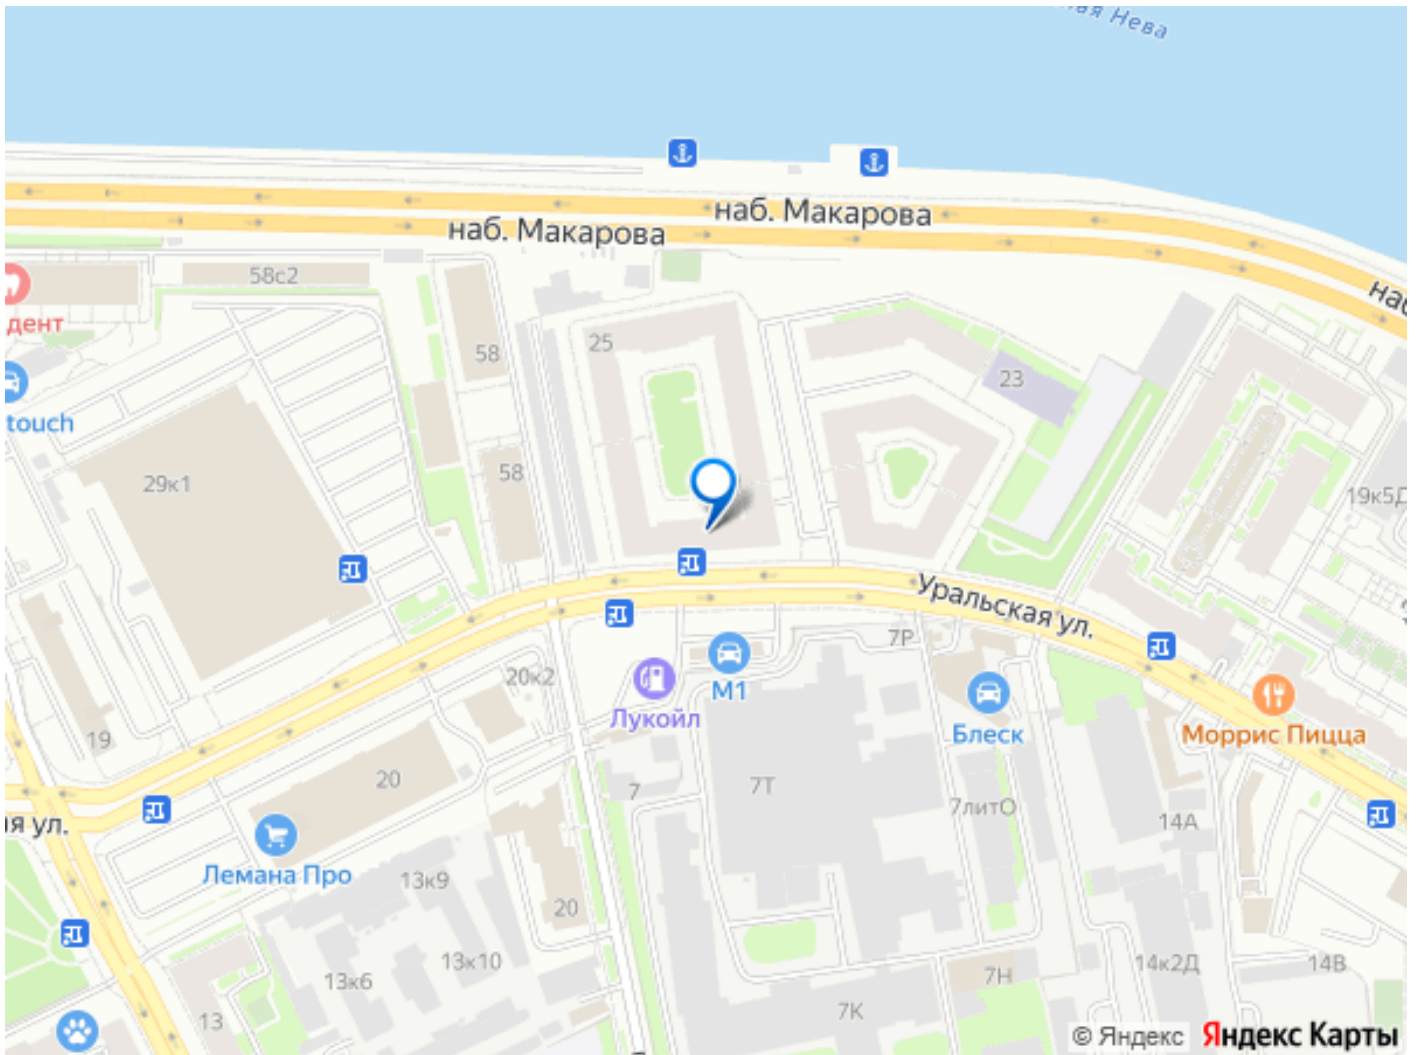 ая Нева
наб. Макарова
наб. Макарова
58с2
наб
дент
25
58
23
touch
58
29к1
19к5Д
Уральская ул.
7Р
20к2
М1
Лукойл
Блеск
Моррис Пицца
19
20
7
7Т
7литО
14А
я ул.
Лемана Про
13к9
20
13к10
13к6
7Н
14к2Д
14В
13
7К
© Яндекс
Яндекс Карты